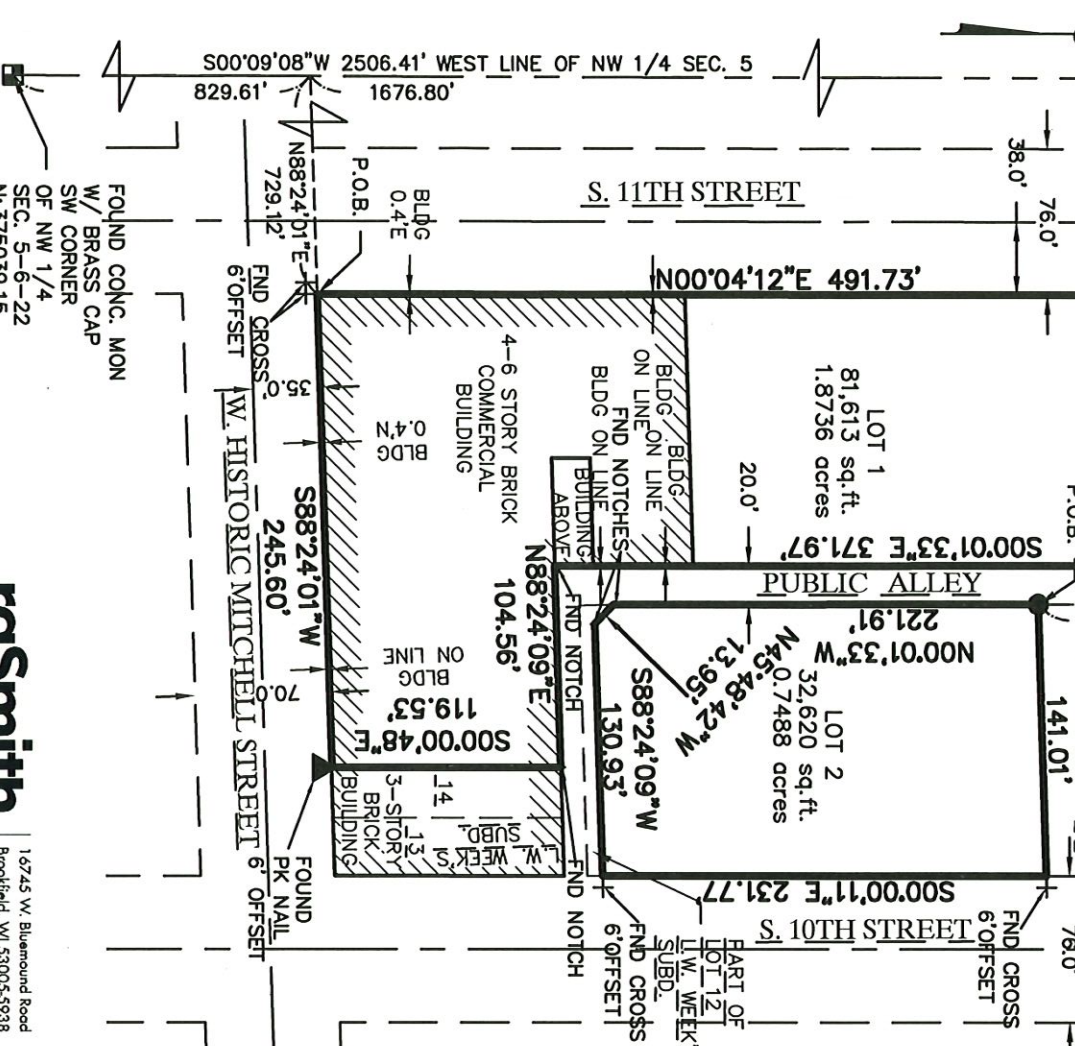 S00°09'08"W 2506.41' WEST LINE OF NW 1/4 SEC. 5
829.61'
1676.80'
FOUND CONC. MON
W/ BRASS CAP
SW CORNER
OF NW 1/4
SEC. 5-6-22
N88°24'01"E
729.12'
P.O.B.
BLDG
0.4'E
S. 11TH STREET
38.0'
76.0'
N00°04'12"E 491.73'
FND CROSS
6'OFFSET
35.0'
BLDG
0.4'N
4-6 STORY BRICK
COMMERCIAL
BUILDING
BLDG
ON LINE
BLDG
ON LINE
FND NOTCHES
BLDG ON LINE
BUILDING
ABOVE
LOT 1
81,613 sq.ft.
1.8736 acres
20.0'
P.O.B.
S00°01'33"E 371.97'
PUBLIC ALLEY
221.91'
N00°01'33"W
N45°48'42"W
13.95'
LOT 2
32,620 sq.ft.
0.7488 acres
141.01'
S88°24'09"W
130.93'
N88°24'09"E
104.56'
FND NOTCH
W. HISTORIC MITCHELL STREET
S88°24'01"W
245.60'
70.0'
BLDG
ON LINE
S00°00'48"E
119.53'
14
13
3-STORY
BRICK
BUILDING
L.W. WEEK'S
SUBD.
FOUND
PK NAIL
6' OFFSET
FND NOTCH
S00°00'11"E 231.77'
S. 10TH STREET
FND CROSS
6'OFFSET
PART OF
LOT 12
L.W. WEEK'
SUBD.
FND CROSS
6'OFFSET
76.0'
raSmith
16745 W. Bluemound Road
Brookfield, WI 53005-5938